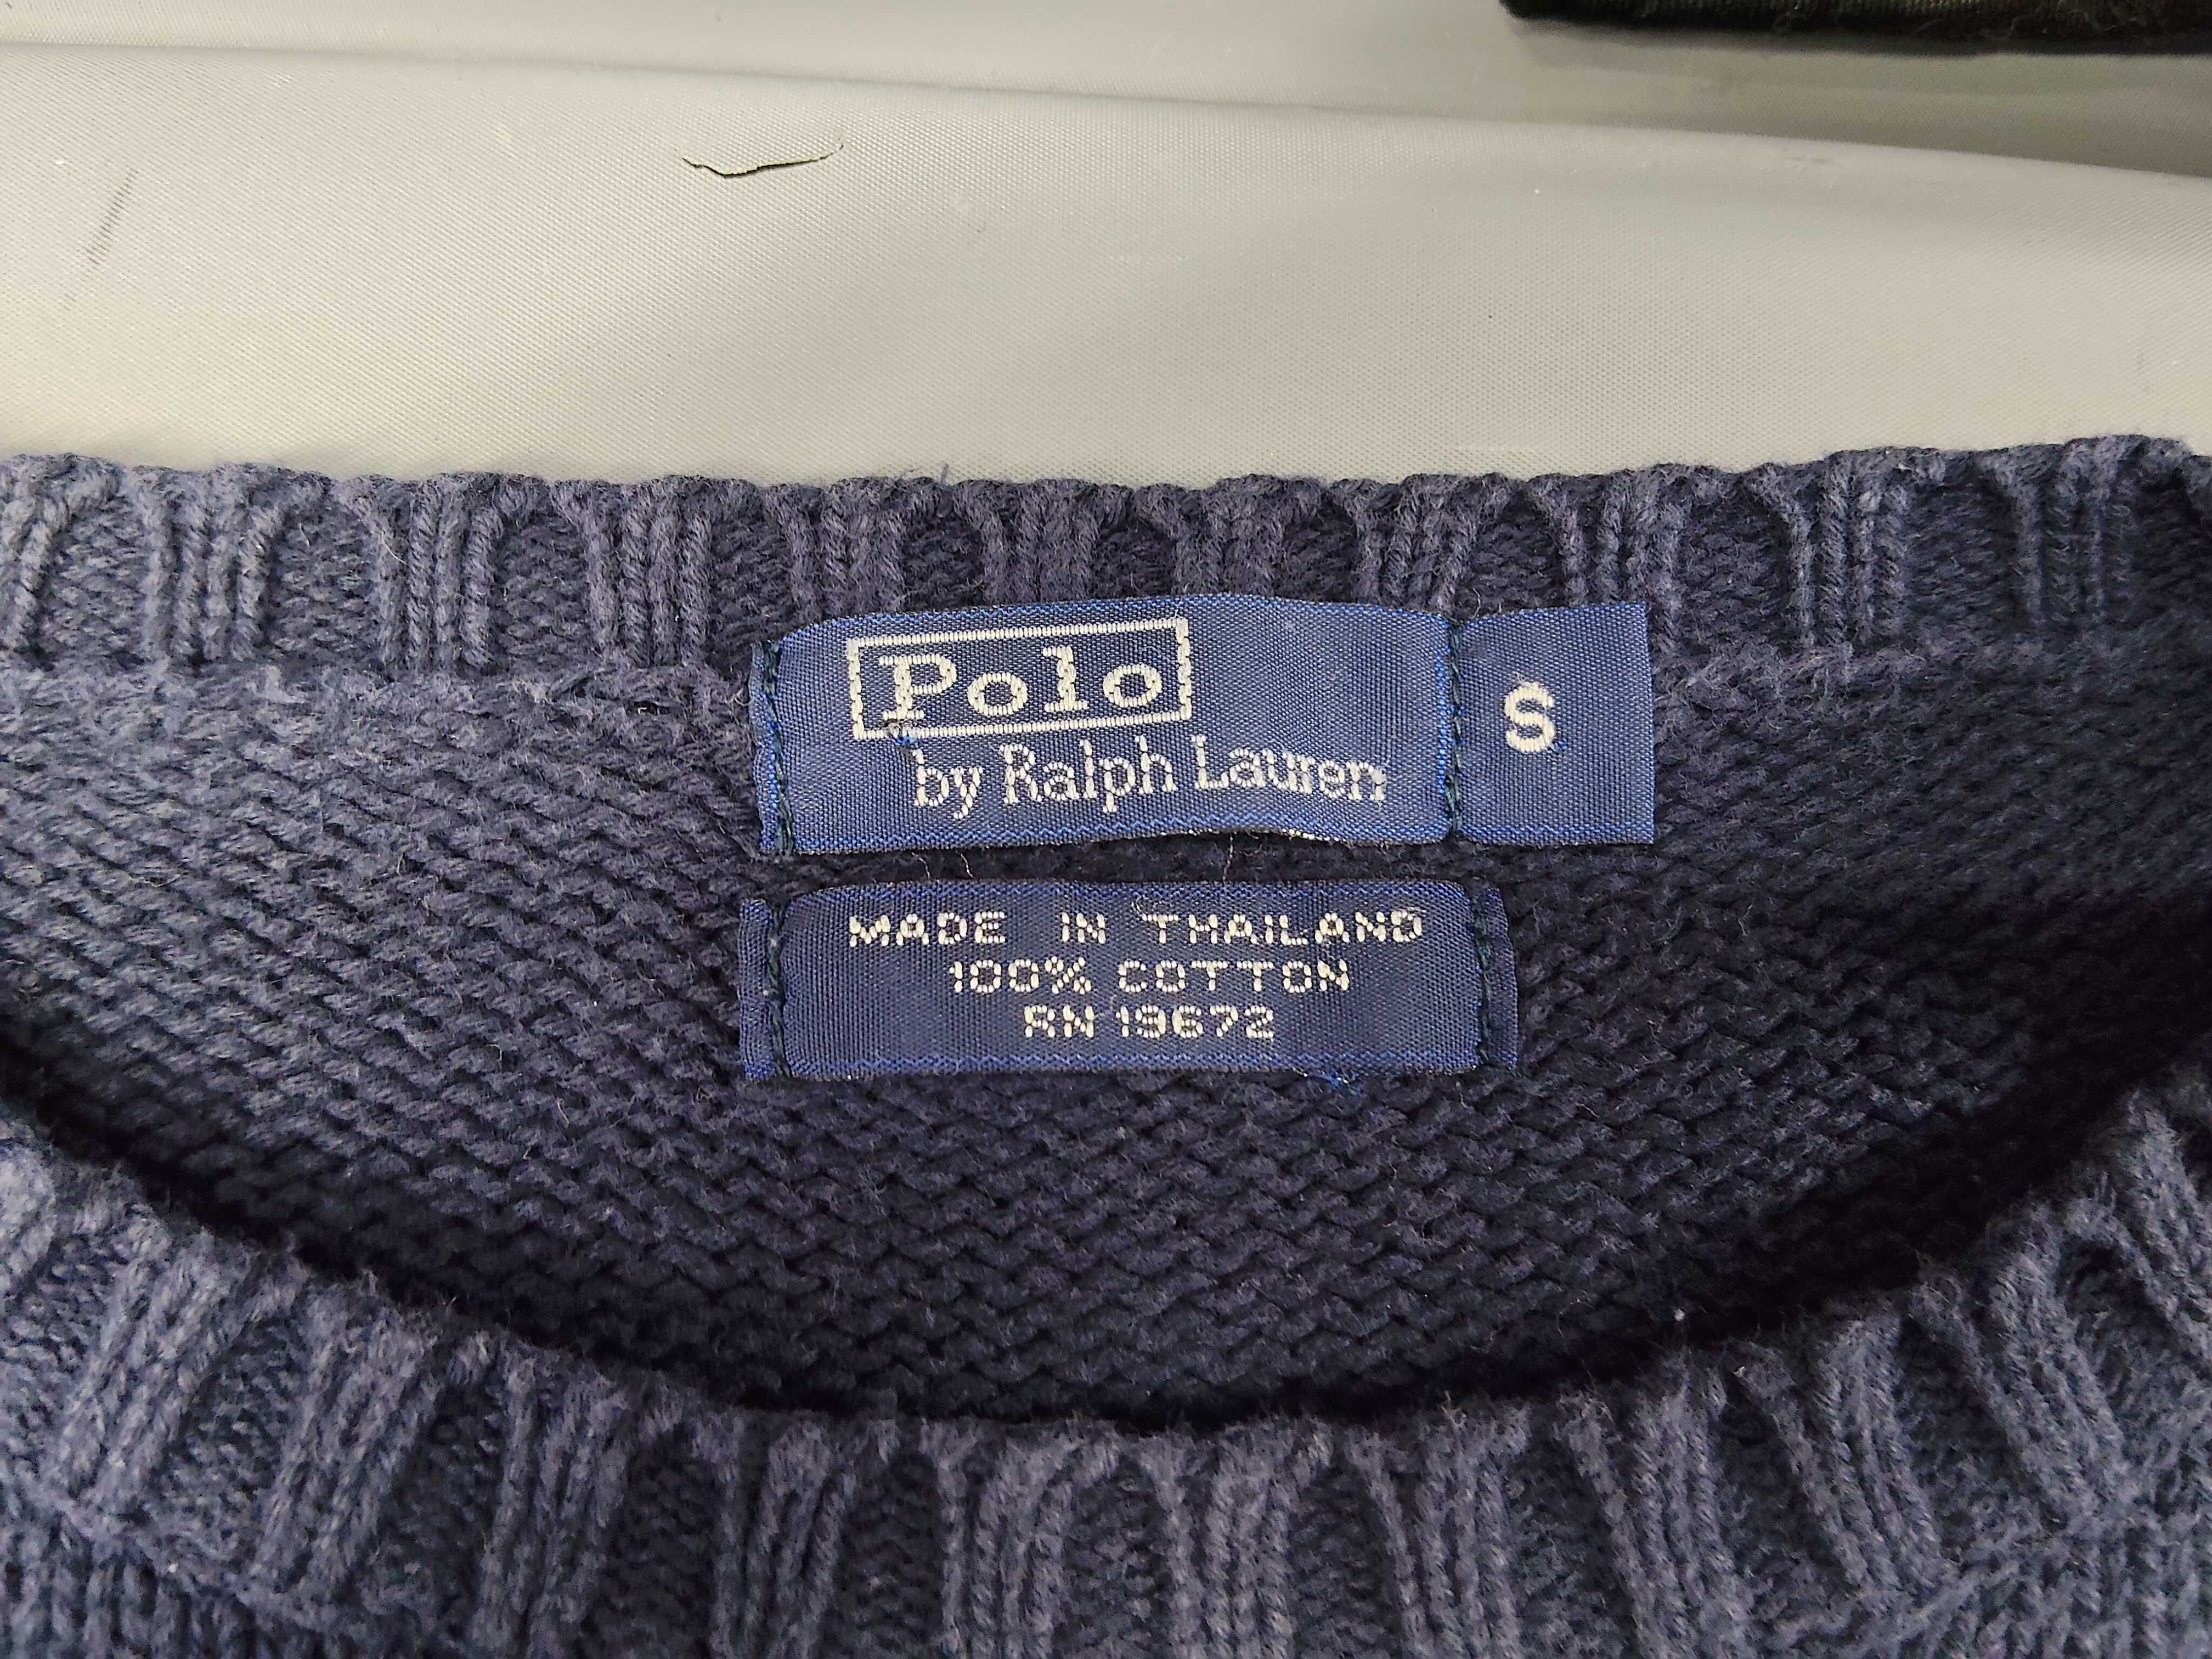 Polo S
by Ralph Lauren
MADE IN THAILAND
100% COTTON
RN 19672